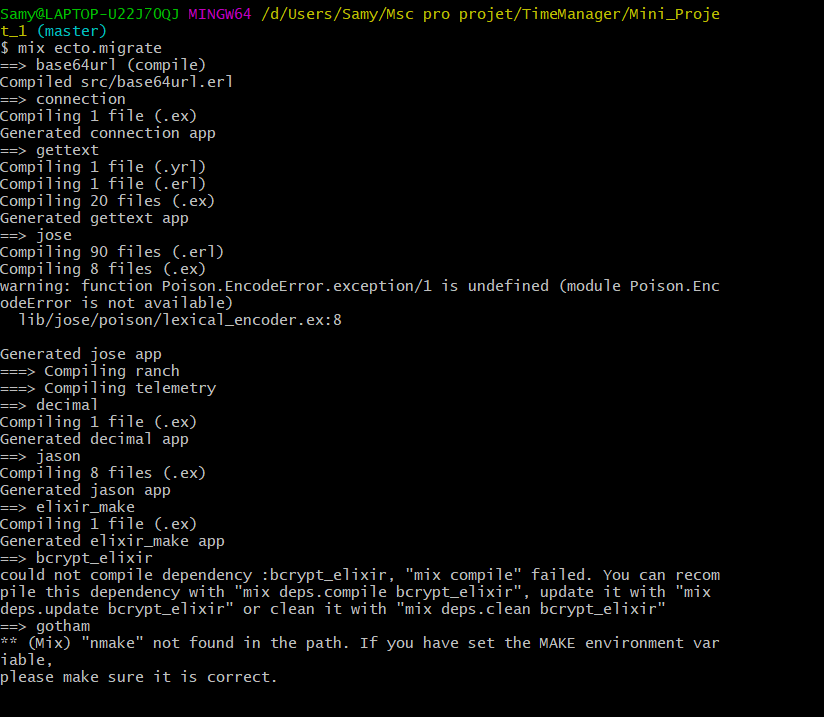 Samy@LAPTOP-U22J7OQJ MINGW64 /d/Users/Samy/Msc pro projet/TimeManager/Mini_Proje
t_1 (master)
$ mix ecto.migrate
==> base64url (compile)
Compiled src/base64url.erl
==> connection
Compiling 1 file (.ex)
Generated connection app
==> gettext
Compiling 1 file (.yrl)
Compiling 1 file (.erl)
Compiling 20 files (.ex)
Generated gettext app
==> jose
Compiling 90 files (.erl)
Compiling 8 files (.ex)
warning: function Poison.EncodeError.exception/1 is undefined (module Poison.Enc
odeError is not available)
  lib/jose/poison/lexical_encoder.ex:8

Generated jose app
===> Compiling ranch
===> Compiling telemetry
==> decimal
Compiling 1 file (.ex)
Generated decimal app
==> jason
Compiling 8 files (.ex)
Generated jason app
==> elixir_make
Compiling 1 file (.ex)
Generated elixir_make app
==> bcrypt_elixir
could not compile dependency :bcrypt_elixir, "mix compile" failed. You can recom
pile this dependency with "mix deps.compile bcrypt_elixir", update it with "mix
deps.update bcrypt_elixir" or clean it with "mix deps.clean bcrypt_elixir"
==> gotham
** (Mix) "nmake" not found in the path. If you have set the MAKE environment var
iable,
please make sure it is correct.